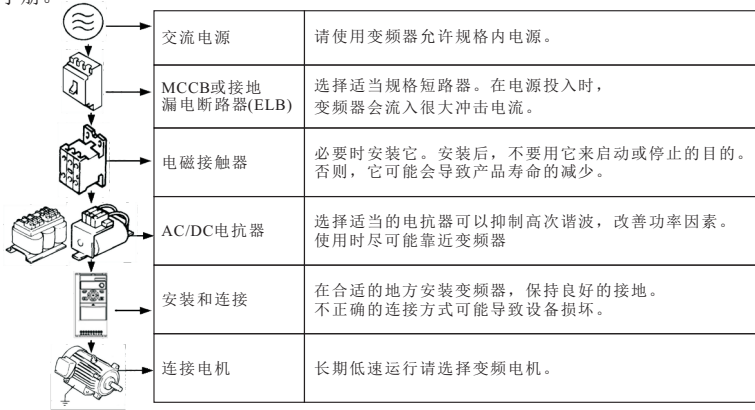 手册。
交流电源
请使用变频器允许规格内电源。
MCCB或接地
漏电断路器(ELB)
选择适当规格短路器。在电源投入时，
变频器会流入很大冲击电流。
电磁接触器
必要时安装它。安装后，不要用它来启动或停止的目的。
否则，它可能会导致产品寿命的减少。
AC/DC电抗器
选择适当的电抗器可以抑制高次谐波，改善功率因素。
使用时尽可能靠近变频器
安装和连接
在合适的地方安装变频器，保持良好的接地。
不正确的连接方式可能导致设备损坏。
连接电机
长期低速运行请选择变频电机。